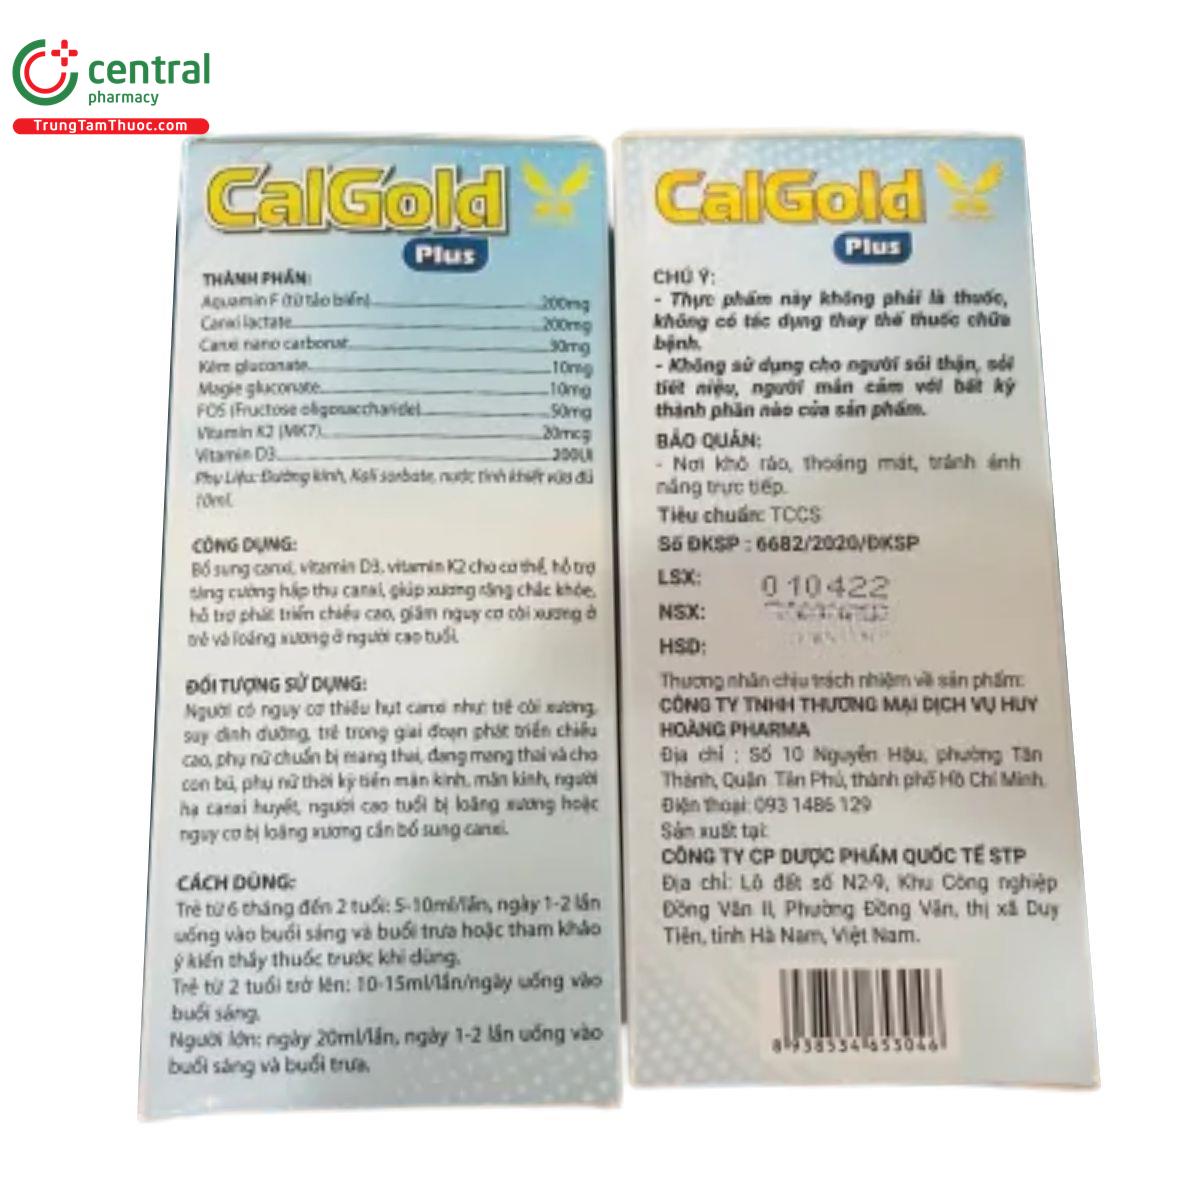 central
pharmacy
TrungTamThuoc.com
CalGold
Plus
THÀNH PHẦN:
Aquamin F (từ tảo biển)........200mg
Canxi lactate........200mg
Canxi nano carbonat........30mg
Kẽm gluconate........10mg
Magie gluconate........10mg
FOS (Fructose oligosaccharide)........50mg
Vitamin K2 (MK7)........20mcg
Vitamin D3........200UI
Phụ Liệu: Đường kính, Kali sorbate, nước tinh khiết vừa đủ
10ml.
CÔNG DỤNG:
Bổ sung canxi, vitamin D3, vitamin K2 cho cơ thể, hỗ trợ
tăng cường hấp thu canxi, giúp xương răng chắc khỏe,
hỗ trợ phát triển chiều cao, giảm nguy cơ còi xương ở
trẻ và loãng xương ở người cao tuổi.
ĐỐI TƯỢNG SỬ DỤNG:
Người có nguy cơ thiếu hụt canxi như: trẻ còi xương,
suy dinh dưỡng, trẻ trong giai đoạn phát triển chiều
cao, phụ nữ chuẩn bị mang thai, đang mang thai và cho
con bú, phụ nữ thời kỳ tiền mãn kinh, mãn kinh, người
hạ canxi huyết, người cao tuổi bị loãng xương hoặc
nguy cơ bị loãng xương cần bổ sung canxi.
CÁCH DÙNG:
Trẻ từ 6 tháng đến 2 tuổi: 5-10ml/lần, ngày 1-2 lần
uống vào buổi sáng và buổi trưa hoặc tham khảo
ý kiến thầy thuốc trước khi dùng.
Trẻ từ 2 tuổi trở lên: 10-15ml/lần/ngày uống vào
buổi sáng.
Người lớn: ngày 20ml/lần, ngày 1-2 lần uống vào
buổi sáng và buổi trưa.
CalGold
Plus
CHÚ Ý:
- Thực phẩm này không phải là thuốc,
không có tác dụng thay thế thuốc chữa
bệnh.
- Không sử dụng cho người sỏi thận, sỏi
tiết niệu, người mẫn cảm với bất kỳ
thành phần nào của sản phẩm.
BẢO QUẢN:
- Nơi khô ráo, thoáng mát, tránh ánh
nắng trực tiếp.
Tiêu chuẩn: TCCS
Số ĐKSP : 6682/2020/ĐKSP
LSX: 010422
NSX:
HSD:
Thương nhân chịu trách nhiệm về sản phẩm:
CÔNG TY TNHH THƯƠNG MẠI DỊCH VỤ HUY
HOÀNG PHARMA
Địa chỉ : Số 10 Nguyễn Hậu, phường Tân
Thành, Quận Tân Phú, thành phố Hồ Chí Minh.
Điện thoại: 093 1486 129
Sản xuất tại:
CÔNG TY CP DƯỢC PHẨM QUỐC TẾ STP
Địa chỉ: Lô đất số N2-9, Khu Công nghiệp
Đồng Văn II, Phường Đồng Văn, thị xã Duy
Tiên, tỉnh Hà Nam, Việt Nam.
8 938534 653046